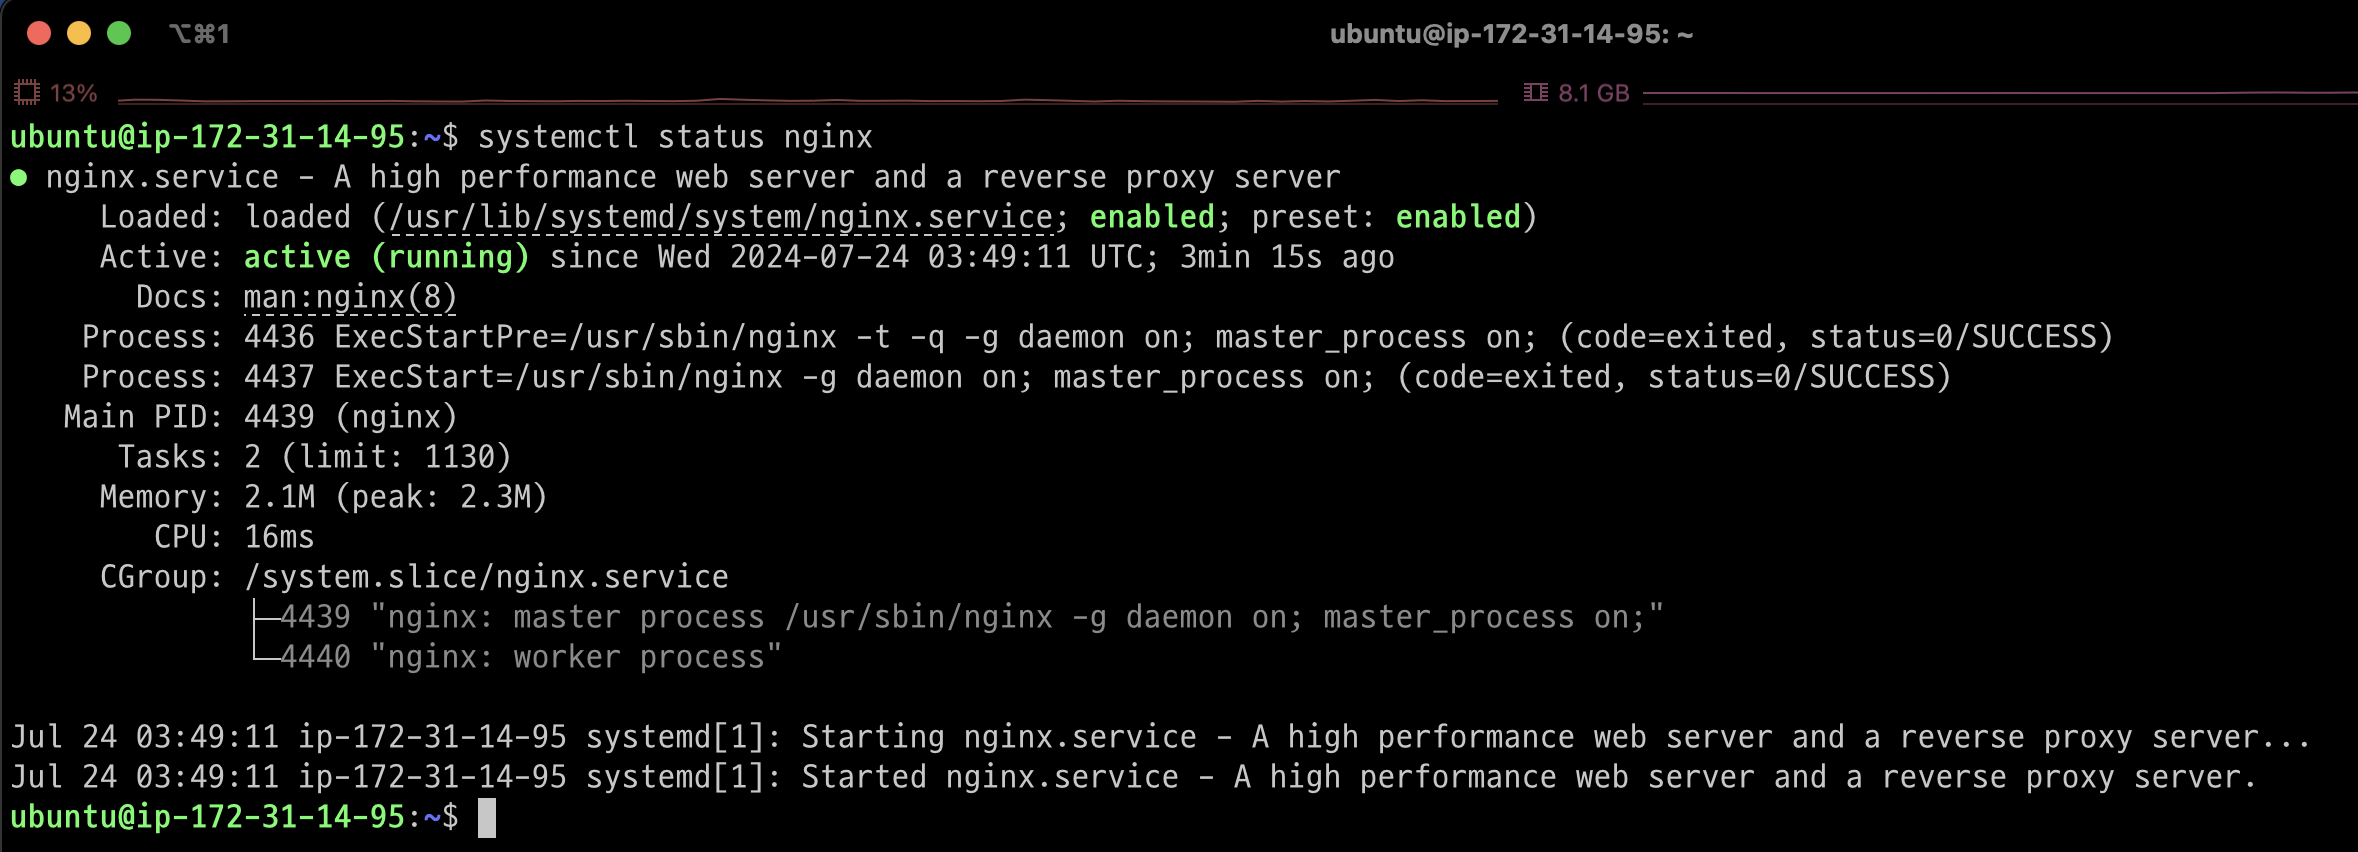 ⌥⌘1
ubuntu@ip-172-31-14-95: ~
13%
8.1 GB
ubuntu@ip-172-31-14-95:~$ systemctl status nginx
● nginx.service - A high performance web server and a reverse proxy server
     Loaded: loaded (/usr/lib/systemd/system/nginx.service; enabled; preset: enabled)
     Active: active (running) since Wed 2024-07-24 03:49:11 UTC; 3min 15s ago
       Docs: man:nginx(8)
    Process: 4436 ExecStartPre=/usr/sbin/nginx -t -q -g daemon on; master_process on; (code=exited, status=0/SUCCESS)
    Process: 4437 ExecStart=/usr/sbin/nginx -g daemon on; master_process on; (code=exited, status=0/SUCCESS)
   Main PID: 4439 (nginx)
      Tasks: 2 (limit: 1130)
     Memory: 2.1M (peak: 2.3M)
        CPU: 16ms
     CGroup: /system.slice/nginx.service
             ├─4439 "nginx: master process /usr/sbin/nginx -g daemon on; master_process on;"
             └─4440 "nginx: worker process"
Jul 24 03:49:11 ip-172-31-14-95 systemd[1]: Starting nginx.service - A high performance web server and a reverse proxy server...
Jul 24 03:49:11 ip-172-31-14-95 systemd[1]: Started nginx.service - A high performance web server and a reverse proxy server.
ubuntu@ip-172-31-14-95:~$